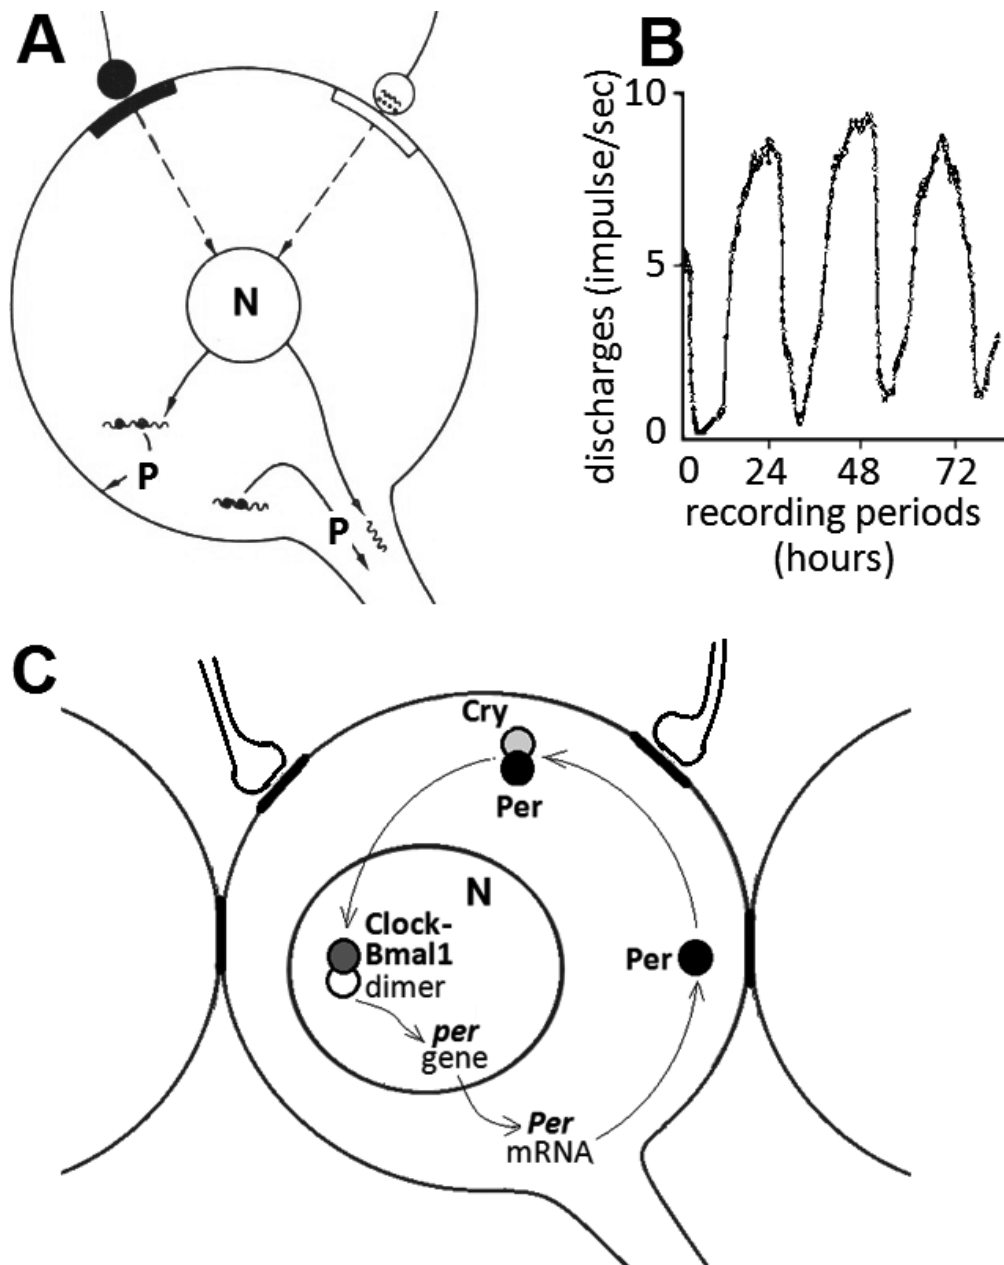 A
N
P
P
B
discharges (impulse/sec)
10
5
0
0 24 48 72
recording periods
(hours)
C
Cry
Per
N
Clock-
Bmal1
dimer
per
gene
Per
Per
mRNA